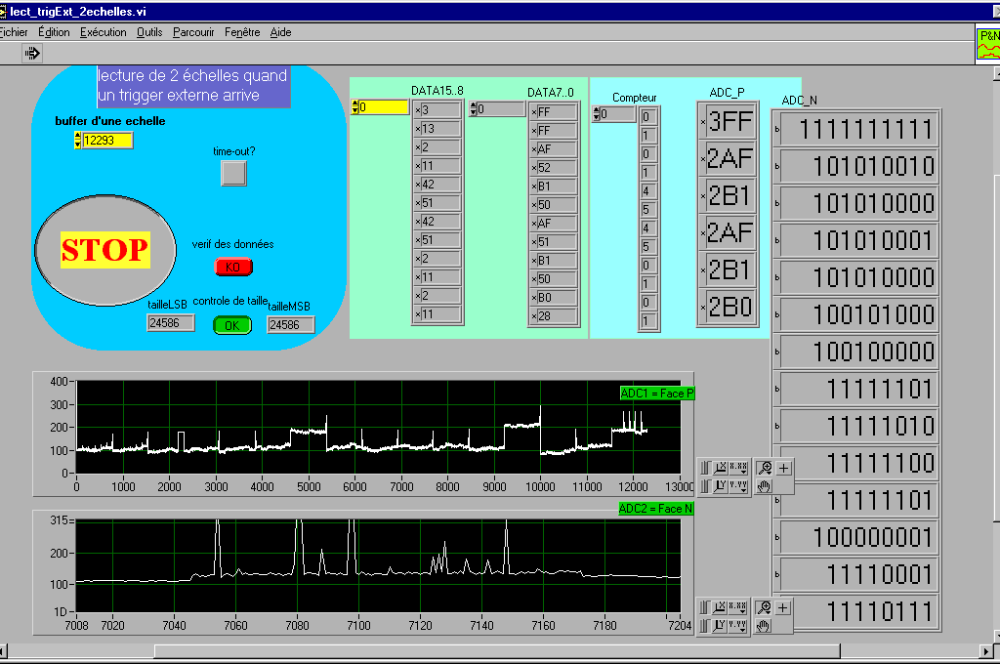 lect_trigExt_2echelles.vi
Fichier Édition Exécution Outils Parcourir Fenêtre Aide
P&N
lecture de 2 échelles quand
un trigger externe arrive
buffer d'une echelle
12293
time-out?
STOP
verif des données
KO
controle de taille
tailleLSB
24586
OK
tailleMSB
24586
DATA15..8
0
×3
×13
×2
×11
×42
×51
×42
×51
×2
×11
×2
×11
DATA7..0
0
×FF
×FF
×AF
×52
×B1
×50
×AF
×51
×B1
×50
×B0
×28
Compteur
0
0
1
0
1
4
5
4
5
0
1
0
1
ADC_P
×3FF
×2AF
×2B1
×2AF
×2B1
×2B0
ADC_N
b 1111111111
b 101010010
b 101010000
b 101010001
b 101010000
b 100101000
b 100100000
b 11111101
b 11111010
b 11111100
b 11111101
b 100000001
b 11110001
b 11110111
ADC1 = Face P
400
300
200
100
0
0 1000 2000 3000 4000 5000 6000 7000 8000 9000 10000 11000 12000 13000
X X.XX
Y Y.YY
ADC2 = Face N
315
200
100
1D
7008 7020 7040 7060 7080 7100 7120 7140 7160 7180 7204
X X.XX
Y Y.YY